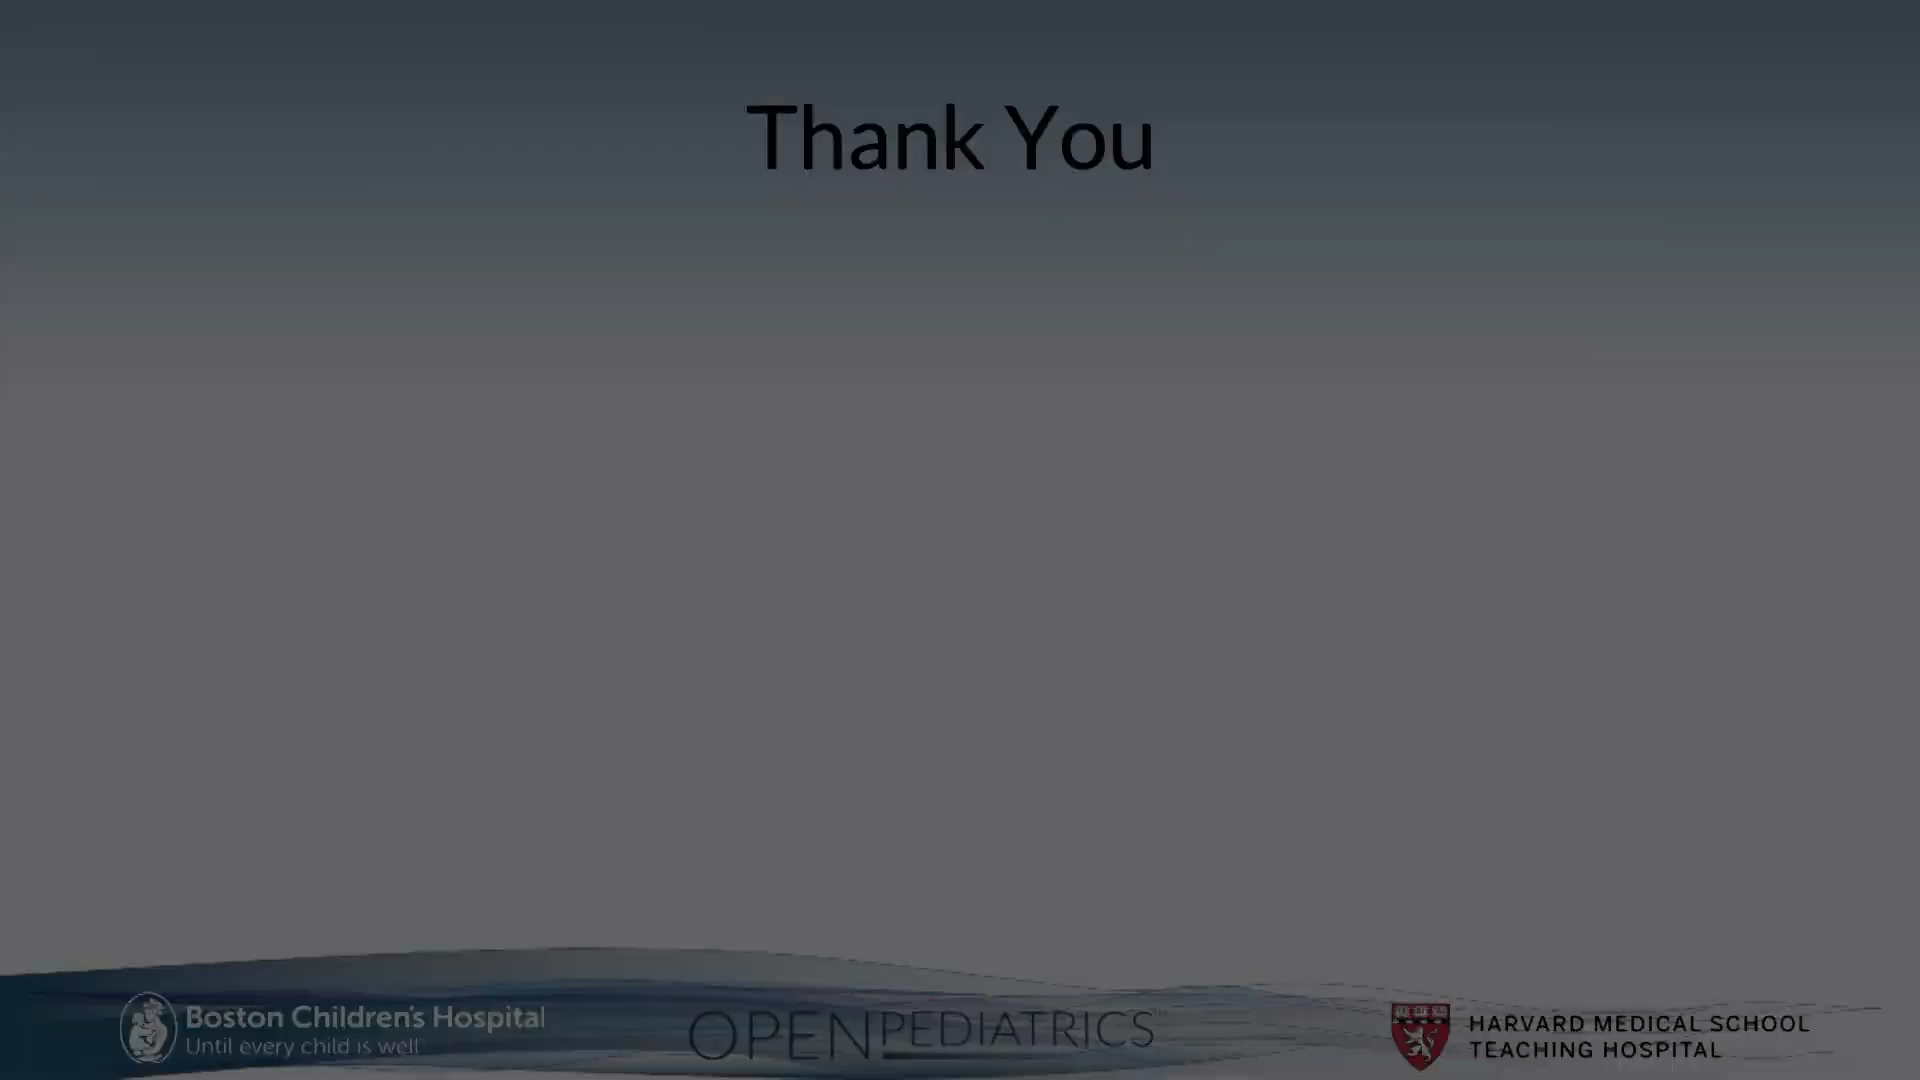 Thank You
Boston Children's Hospital
Until every child is well
OPENPEDIATRICS
HARVARD MEDICAL SCHOOL
TEACHING HOSPITAL